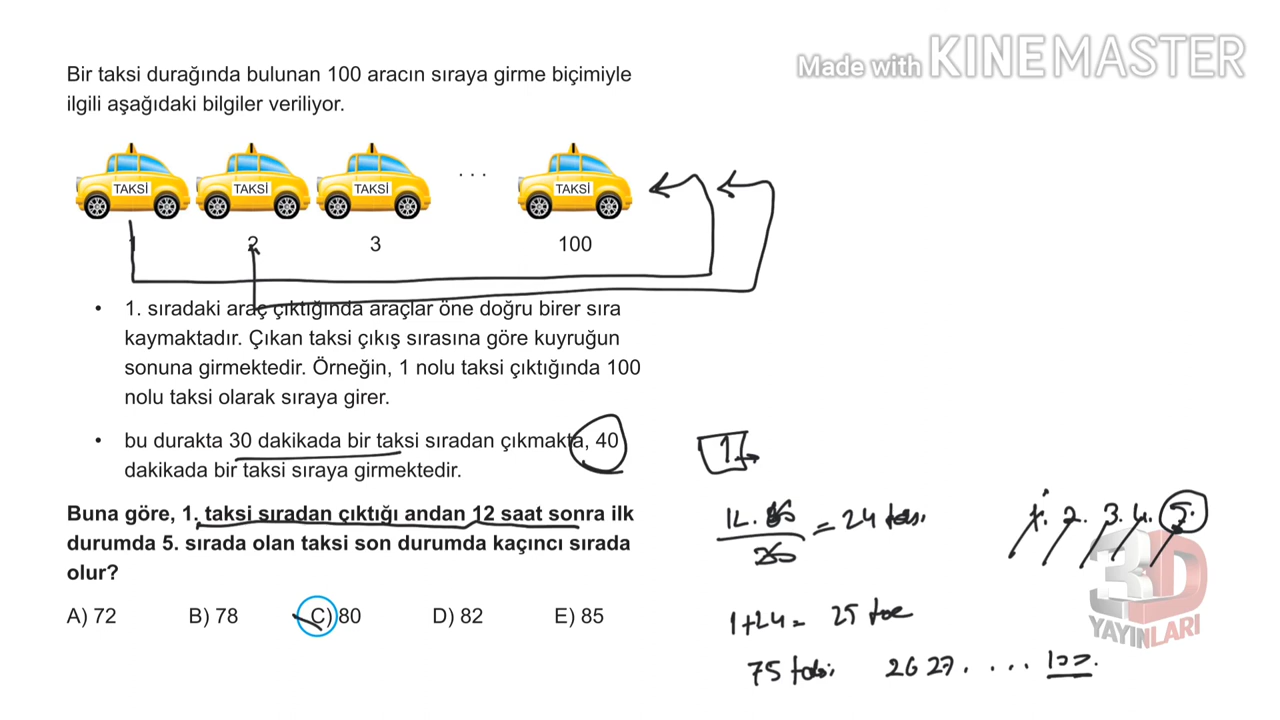 Made with KINEMASTER
Bir taksi durağında bulunan 100 aracın sıraya girme biçimiyle
ilgili aşağıdaki bilgiler veriliyor.
TAKSİ TAKSİ TAKSİ ... TAKSİ
1 2 3 100
• 1. sıradaki araç çıktığında araçlar öne doğru birer sıra
kaymaktadır. Çıkan taksi çıkış sırasına göre kuyruğun
sonuna girmektedir. Örneğin, 1 nolu taksi çıktığında 100
nolu taksi olarak sıraya girer.
• bu durakta 30 dakikada bir taksi sıradan çıkmakta, 40
dakikada bir taksi sıraya girmektedir.
Buna göre, 1. taksi sıradan çıktığı andan 12 saat sonra ilk
durumda 5. sırada olan taksi son durumda kaçıncı sırada
olur?
A) 72 B) 78 C) 80 D) 82 E) 85
1
= 24 taksi
1. 2. 3. 4. 5.
1+24= 25
75 taksi 26 27. ... 100.
3D
YAYINLARI